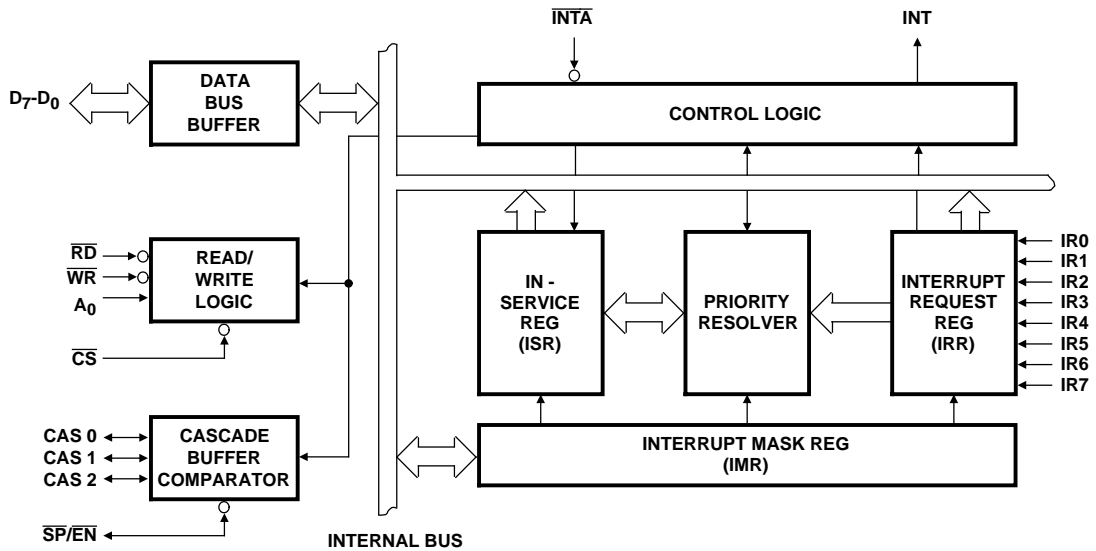 INTA
INT
D7-D0
DATA
BUS
BUFFER
CONTROL LOGIC
RD
WR
A0
CS
READ/
WRITE
LOGIC
IN -
SERVICE
REG
(ISR)
PRIORITY
RESOLVER
INTERRUPT
REQUEST
REG
(IRR)
IR0
IR1
IR2
IR3
IR4
IR5
IR6
IR7
CAS 0
CAS 1
CAS 2
CASCADE
BUFFER
COMPARATOR
INTERRUPT MASK REG
(IMR)
SP/EN
INTERNAL BUS